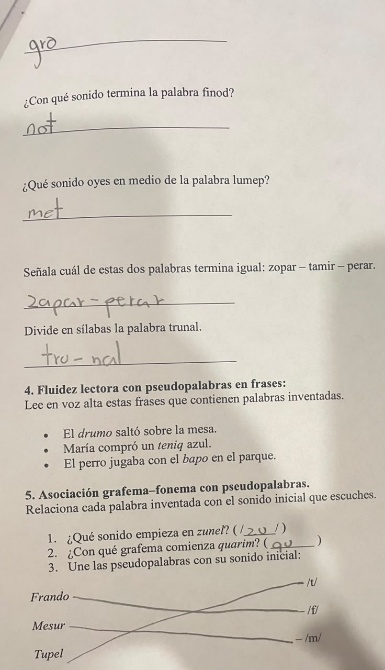 gro
¿Con qué sonido termina la palabra finod?
not
¿Qué sonido oyes en medio de la palabra lumep?
met
Señala cuál de estas dos palabras termina igual: zopar – tamir – perar.
zapar - perar
Divide en sílabas la palabra trunal.
tru - nal
4. Fluidez lectora con pseudopalabras en frases:
Lee en voz alta estas frases que contienen palabras inventadas.
• El drumo saltó sobre la mesa.
• María compró un teniq azul.
• El perro jugaba con el bapo en el parque.
5. Asociación grafema–fonema con pseudopalabras.
Relaciona cada palabra inventada con el sonido inicial que escuches.
1. ¿Qué sonido empieza en zunel? (/ zu /)
2. ¿Con qué grafema comienza quarim? ( qu )
3. Une las pseudopalabras con su sonido inicial:
/t/
Frando
/f/
Mesur
/m/
Tupel